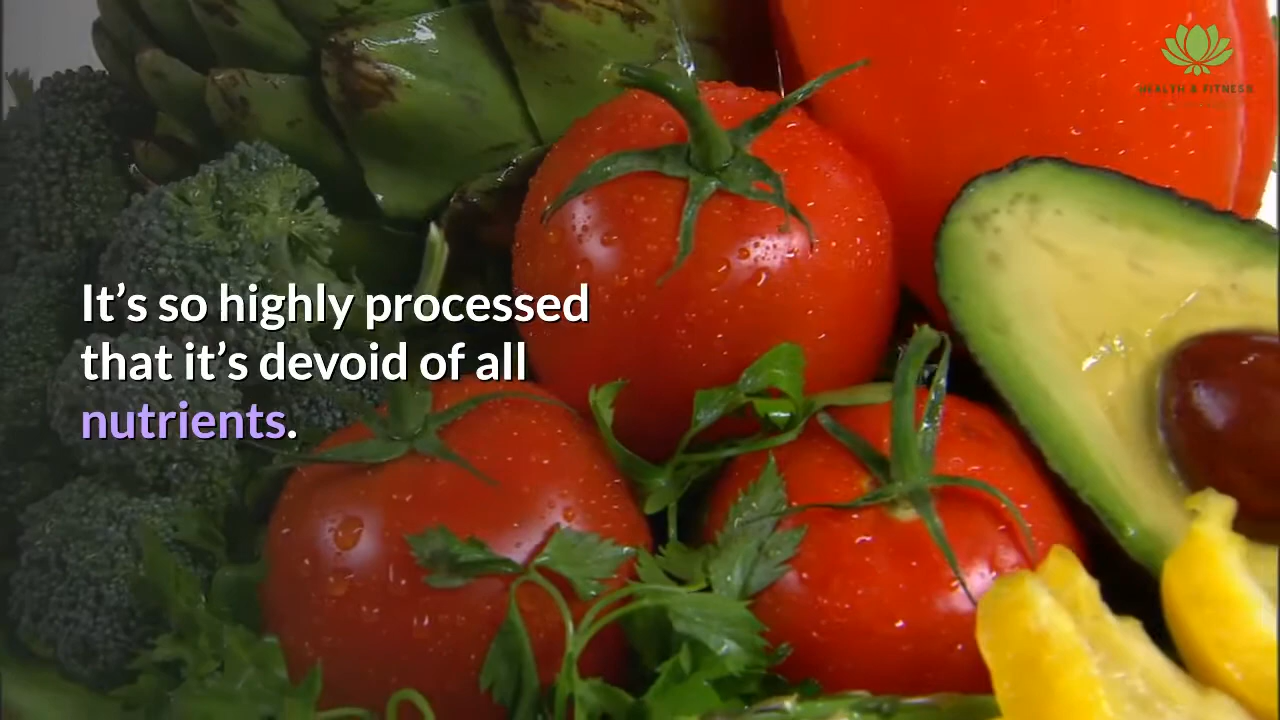 HEALTH & FITNESS
It’s so highly processed
that it’s devoid of all
nutrients.